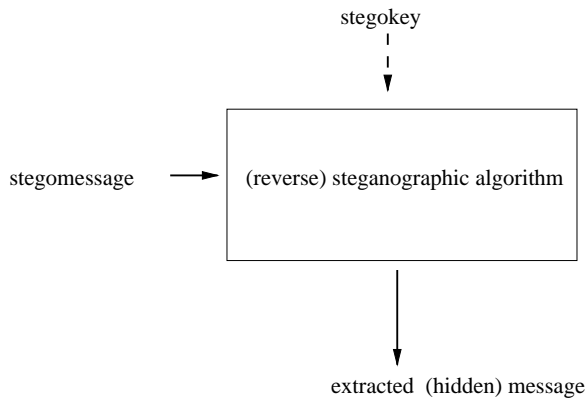 stegokey
stegomessage
(reverse) steganographic algorithm
extracted (hidden) message